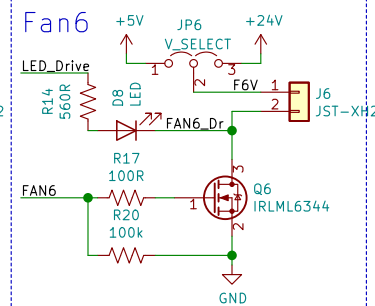 Fan6
+5V
JP6
+24V
V_SELECT
LED_Drive
1
3
2
F6V
1
J6
2
JST-XH2
R14
560R
D8
LED
FAN6_Dr
R17
100R
3
Q6
FAN6
1
IRLML6344
R20
100k
2
GND